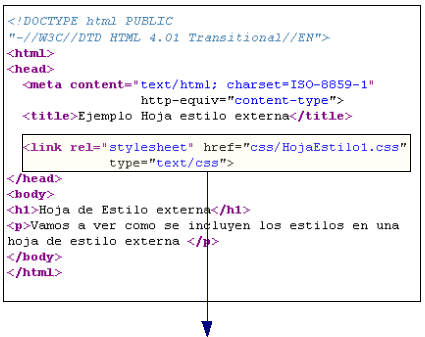 <!DOCTYPE html PUBLIC
"-//W3C//DTD HTML 4.01 Transitional//EN">
<html>
<head>
<meta content="text/html; charset=ISO-8859-1"
http-equiv="content-type">
<title>Ejemplo Hoja estilo externa</title>
<link rel="stylesheet" href="css/HojaEstilo1.css"
type="text/css">
</head>
<body>
<h1>Hoja de Estilo externa</h1>
<p>Vamos a ver como se incluyen los estilos en una
hoja de estilo externa </p>
</body>
</html>